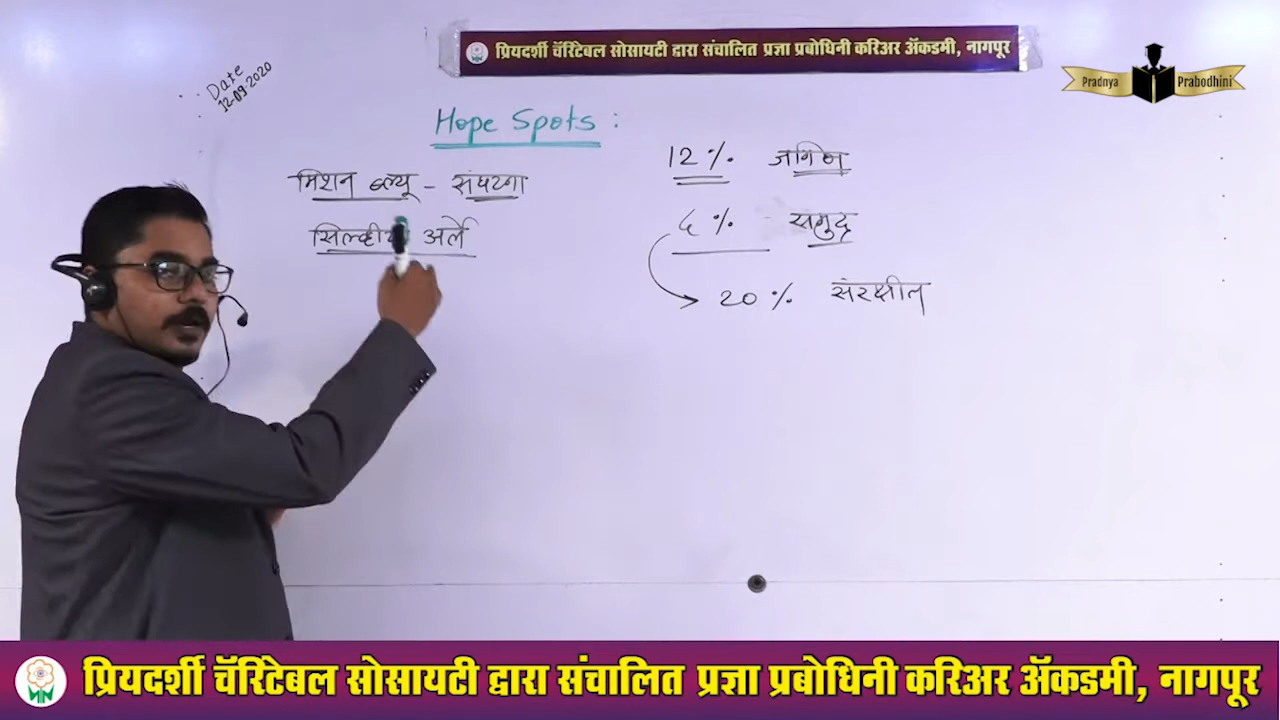 प्रियदर्शी चॅरिटेबल सोसायटी द्वारा संचालित प्रज्ञा प्रबोधिनी करिअर ॲकडमी, नागपूर
Pradnya Prabodhini
Date
12-09-2020
Hope Spots :
मिशन ब्ल्यू - संघटना
अर्ले
12 % जमिन
६ % समुद्र
20 % संरक्षीत
प्रियदर्शी चॅरिटेबल सोसायटी द्वारा संचालित प्रज्ञा प्रबोधिनी करिअर ॲकडमी, नागपूर